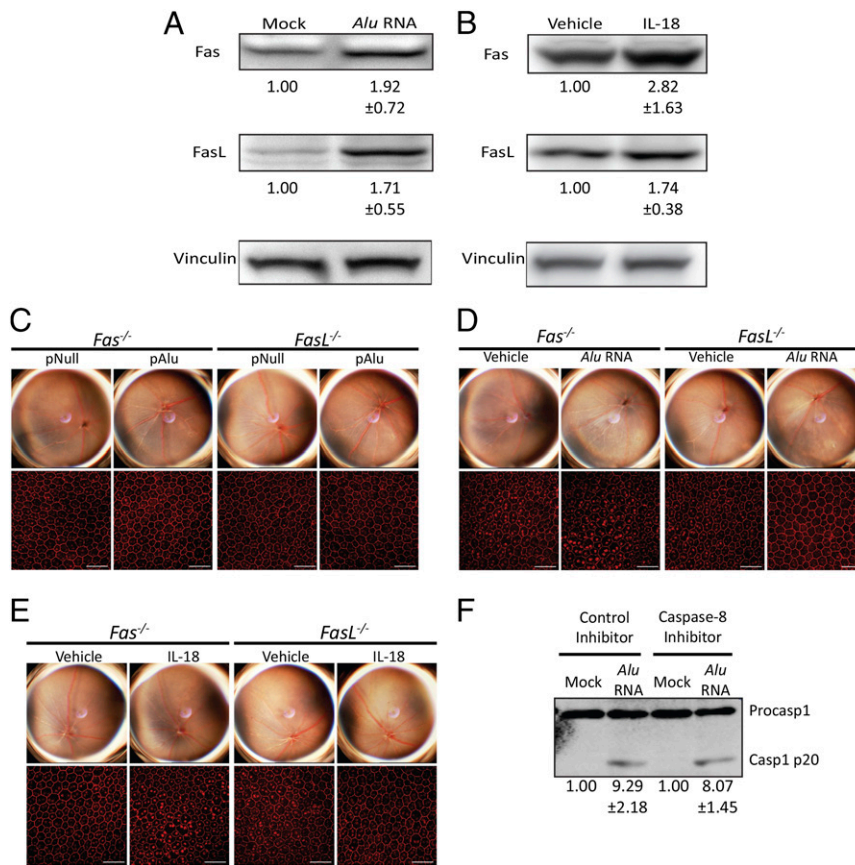 A
Mock Alu RNA
Fas
1.00 1.92
±0.72
FasL
1.00 1.71
±0.55
Vinculin
B
Vehicle IL-18
Fas
1.00 2.82
±1.63
FasL
1.00 1.74
±0.38
Vinculin
C
Fas-/- FasL-/-
pNull pAlu pNull pAlu
D
Fas-/- FasL-/-
Vehicle Alu RNA Vehicle Alu RNA
E
Fas-/- FasL-/-
Vehicle IL-18 Vehicle IL-18
F
Control Caspase-8
Inhibitor Inhibitor
Mock Alu RNA Mock Alu RNA
Procasp1
Casp1 p20
1.00 9.29 1.00 8.07
±2.18 ±1.45